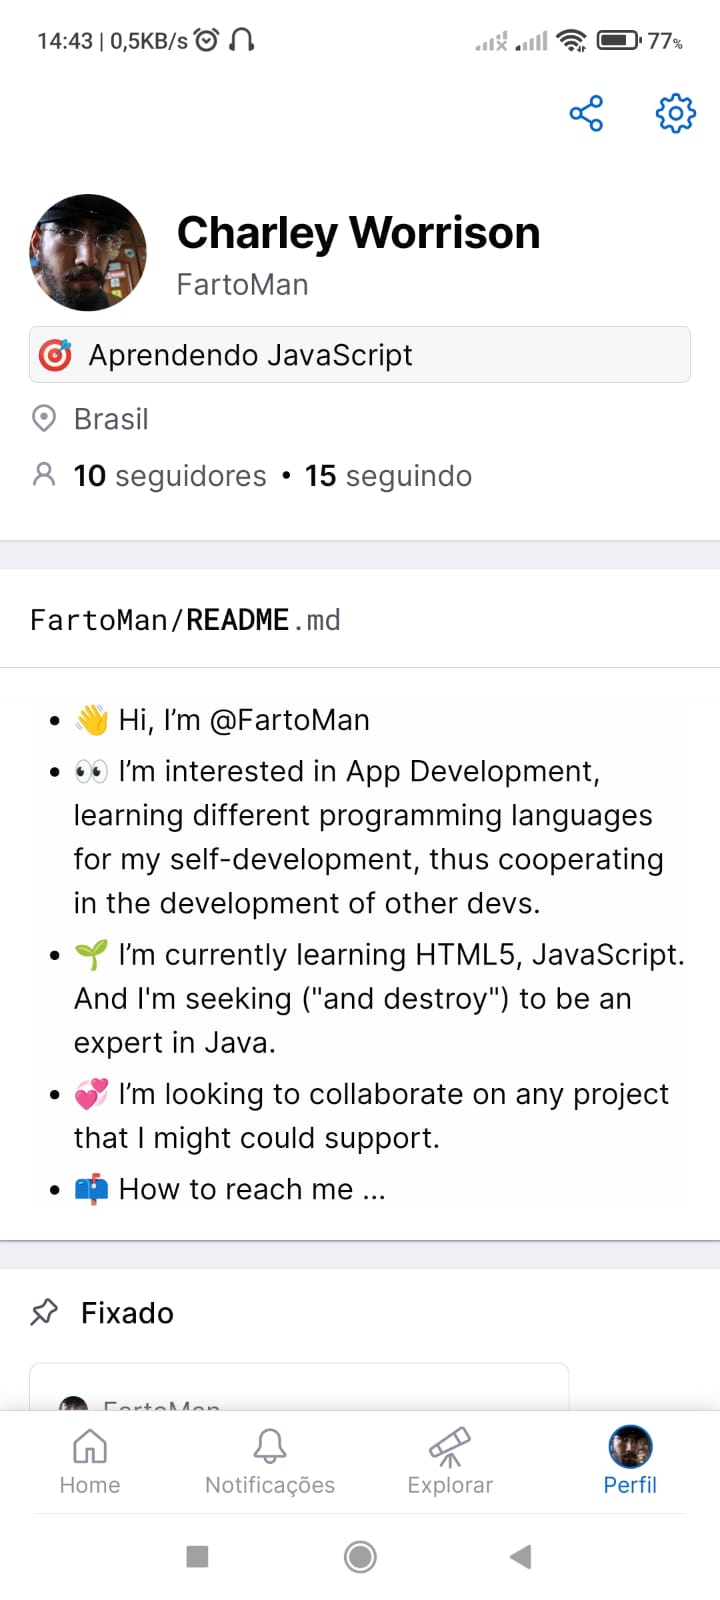 14:43 | 0,5KB/s
77%
Charley Worrison
FartoMan
Aprendendo JavaScript
Brasil
10 seguidores • 15 seguindo
FartoMan/README.md
• 👋 Hi, I’m @FartoMan
• 👀 I’m interested in App Development,
learning different programming languages
for my self-development, thus cooperating
in the development of other devs.
• 🌱 I’m currently learning HTML5, JavaScript.
And I'm seeking ("and destroy") to be an
expert in Java.
• 💞️ I’m looking to collaborate on any project
that I might could support.
• 📫 How to reach me ...
Fixado
FartoMan
Home
Notificações
Explorar
Perfil